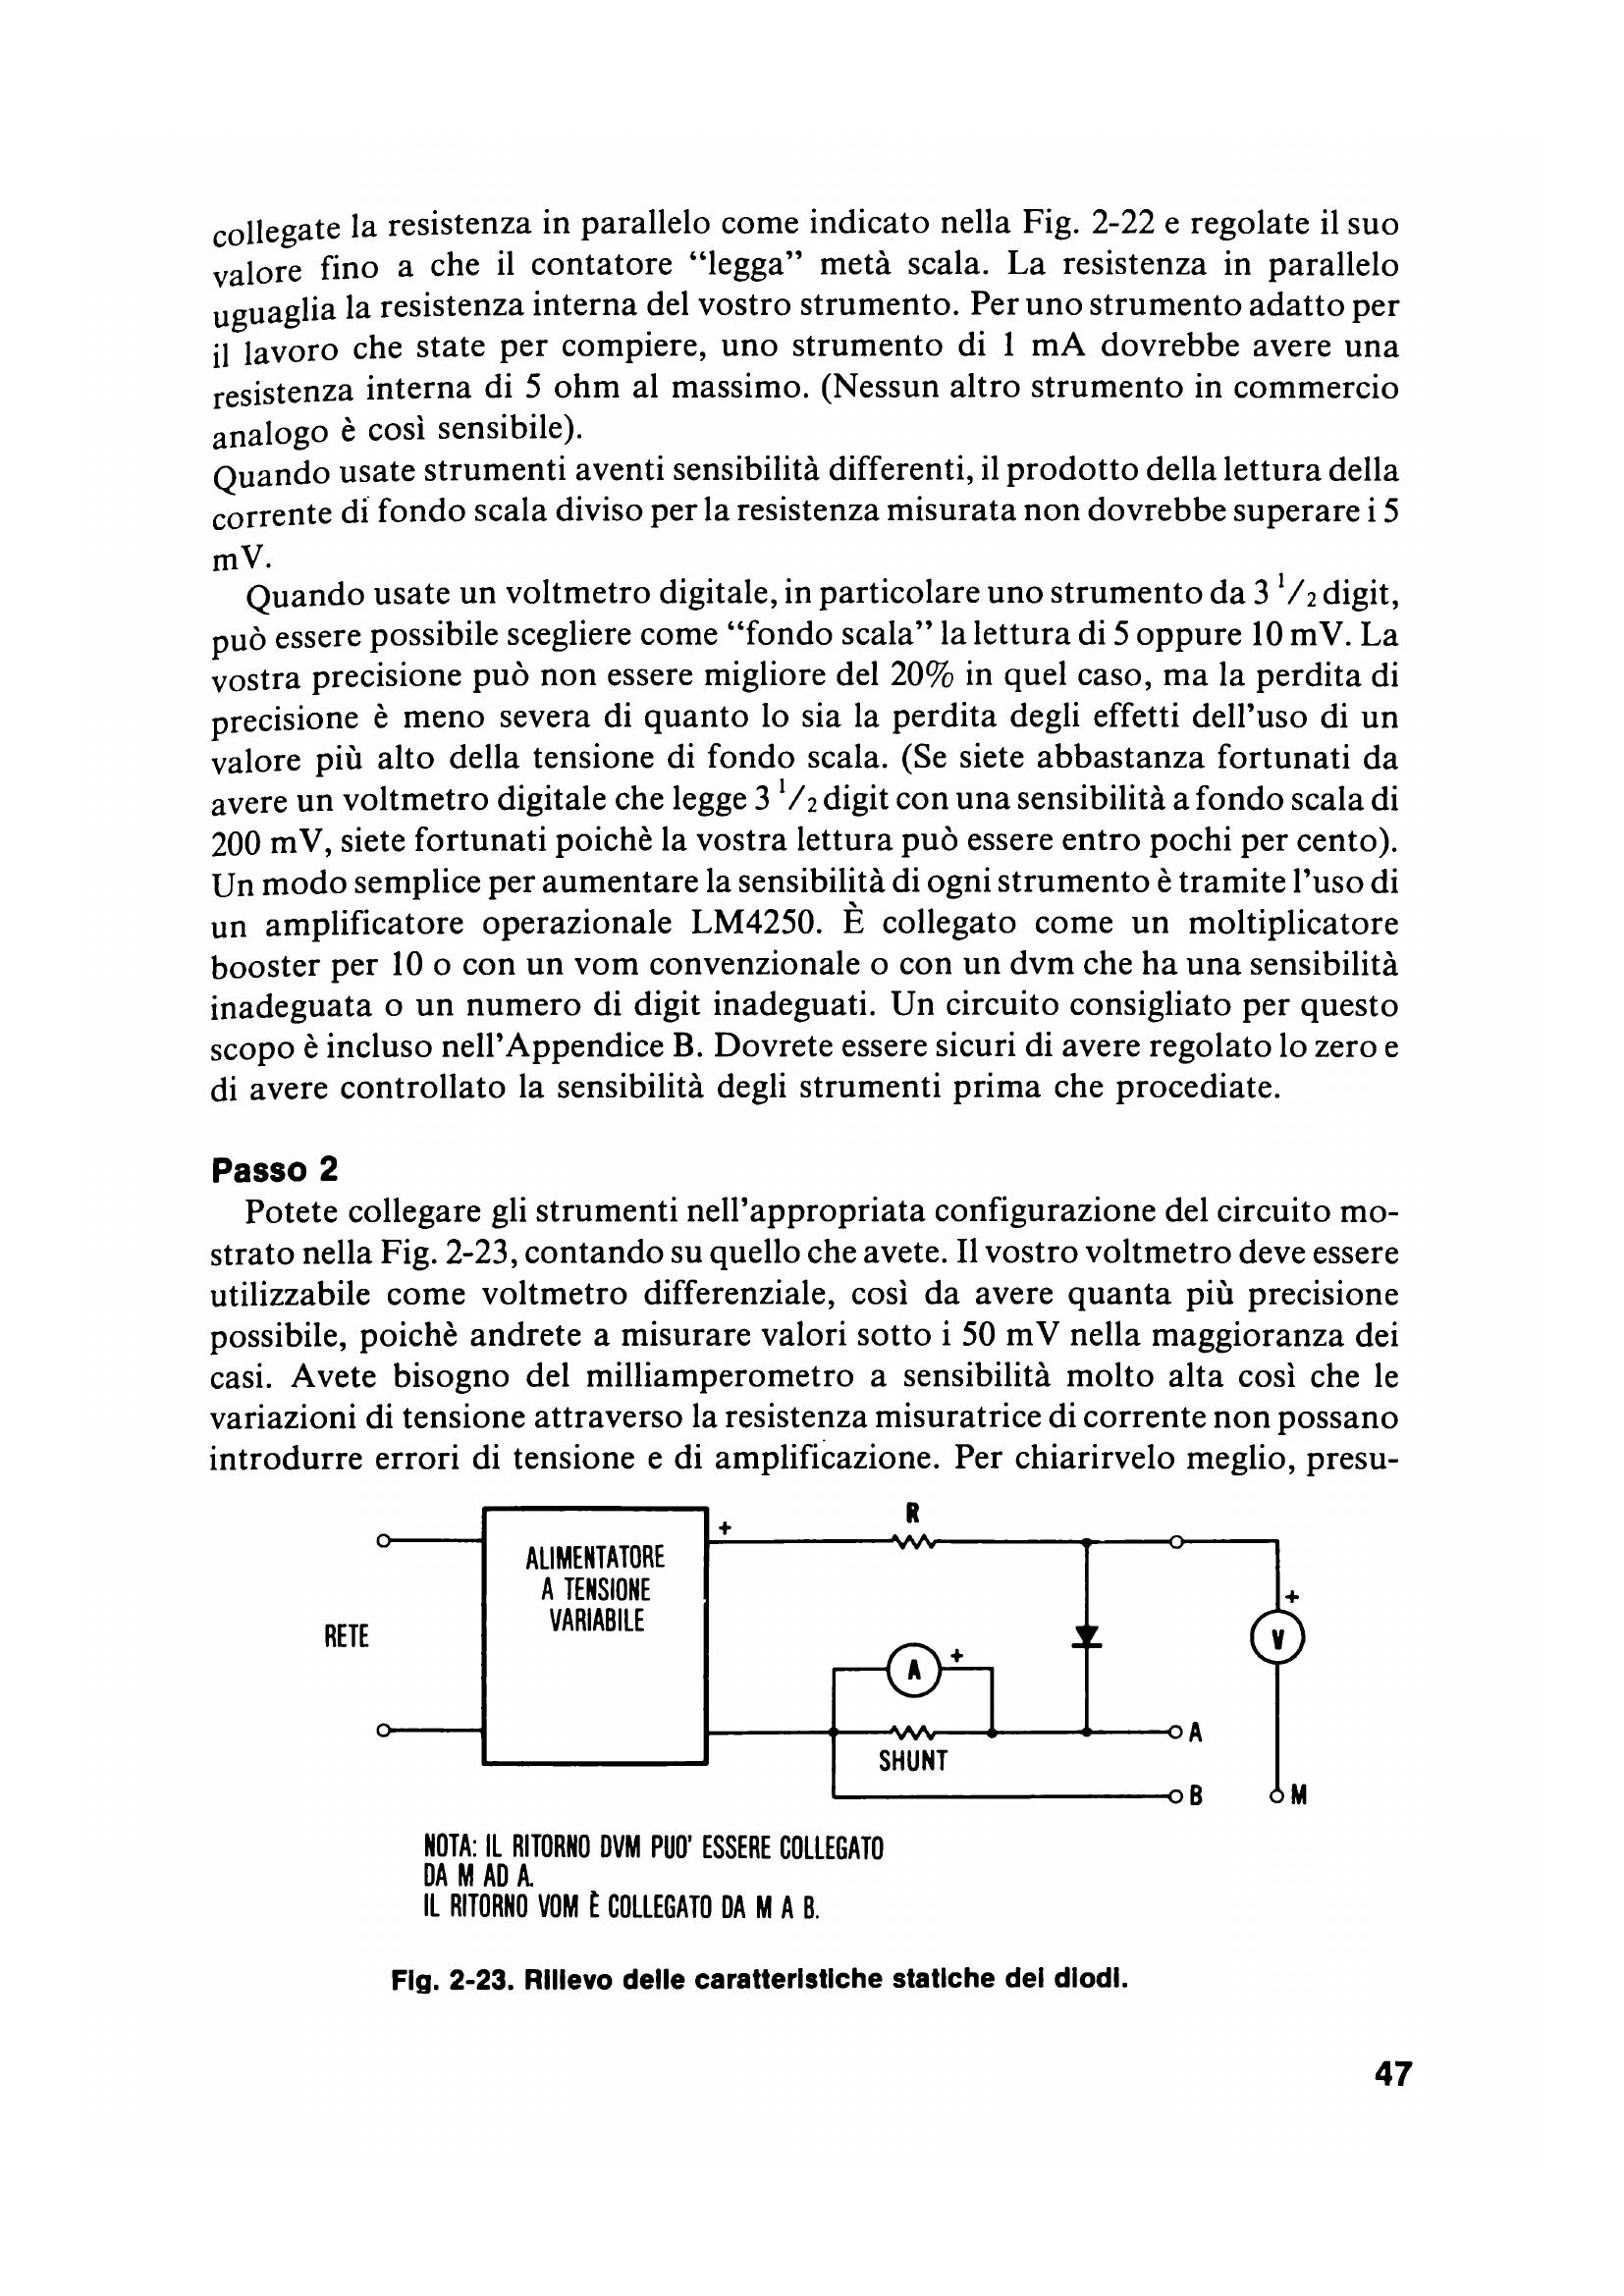 collegate la resistenza in parallelo come indicato nella Fig. 2-22 e regolate il suo
valore fino a che il contatore “legga” metà scala. La resistenza in parallelo
uguaglia la resistenza interna del vostro strumento. Per uno strumento adatto per
il lavoro che state per compiere, uno strumento di 1 mA dovrebbe avere una
resistenza interna di 5 ohm al massimo. (Nessun altro strumento in commercio
analogo è così sensibile).
Quando usate strumenti aventi sensibilità differenti, il prodotto della lettura della
corrente di fondo scala diviso per la resistenza misurata non dovrebbe superare i 5
mV.
Quando usate un voltmetro digitale, in particolare uno strumento da 3 1/2 digit,
può essere possibile scegliere come “fondo scala” la lettura di 5 oppure 10 mV. La
vostra precisione può non essere migliore del 20% in quel caso, ma la perdita di
precisione è meno severa di quanto lo sia la perdita degli effetti dell’uso di un
valore più alto della tensione di fondo scala. (Se siete abbastanza fortunati da
avere un voltmetro digitale che legge 3 1/2 digit con una sensibilità a fondo scala di
200 mV, siete fortunati poichè la vostra lettura può essere entro pochi per cento).
Un modo semplice per aumentare la sensibilità di ogni strumento è tramite l’uso di
un amplificatore operazionale LM4250. È collegato come un moltiplicatore
booster per 10 o con un vom convenzionale o con un dvm che ha una sensibilità
inadeguata o un numero di digit inadeguati. Un circuito consigliato per questo
scopo è incluso nell’Appendice B. Dovrete essere sicuri di avere regolato lo zero e
di avere controllato la sensibilità degli strumenti prima che procediate.
Passo 2
Potete collegare gli strumenti nell’appropriata configurazione del circuito mo-
strato nella Fig. 2-23, contando su quello che avete. Il vostro voltmetro deve essere
utilizzabile come voltmetro differenziale, così da avere quanta più precisione
possibile, poichè andrete a misurare valori sotto i 50 mV nella maggioranza dei
casi. Avete bisogno del milliamperometro a sensibilità molto alta così che le
variazioni di tensione attraverso la resistenza misuratrice di corrente non possano
introdurre errori di tensione e di amplificazione. Per chiarirvelo meglio, presu-
R
+
ALIMENTATORE
A TENSIONE
VARIABILE
+
RETE
V
A
+
A
SHUNT
B
M
NOTA: IL RITORNO DVM PUO' ESSERE COLLEGATO
DA M AD A.
IL RITORNO VOM È COLLEGATO DA M A B.
Fig. 2-23. Rilievo delle caratteristiche statiche dei diodi.
47